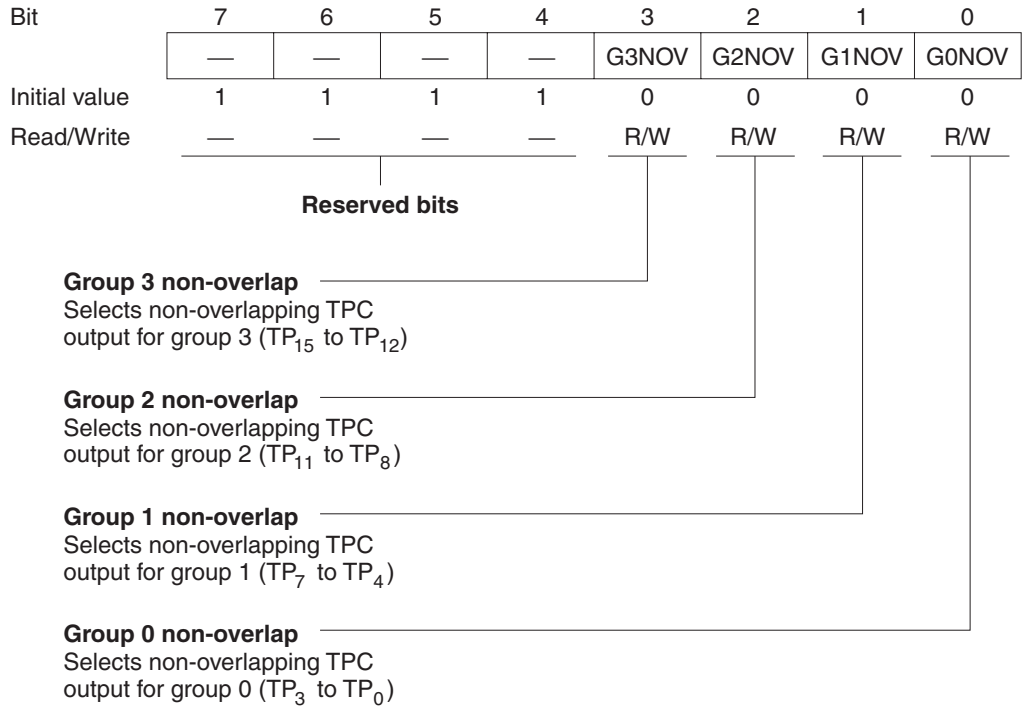 Bit 7 6 5 4 3 2 1 0
— — — — G3NOV G2NOV G1NOV G0NOV
Initial value 1 1 1 1 0 0 0 0
Read/Write — — — — R/W R/W R/W R/W
Reserved bits
Group 3 non-overlap
Selects non-overlapping TPC
output for group 3 (TP15 to TP12)
Group 2 non-overlap
Selects non-overlapping TPC
output for group 2 (TP11 to TP8)
Group 1 non-overlap
Selects non-overlapping TPC
output for group 1 (TP7 to TP4)
Group 0 non-overlap
Selects non-overlapping TPC
output for group 0 (TP3 to TP0)